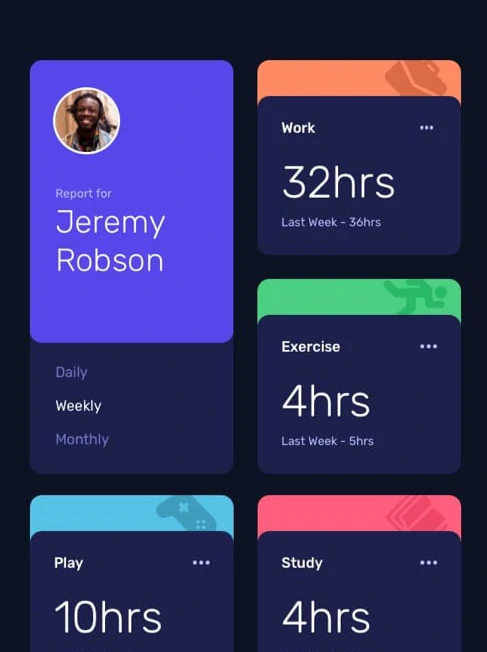 Report for
Jeremy
Robson
Daily
Weekly
Monthly
Work
32hrs
Last Week - 36hrs
Exercise
4hrs
Last Week - 5hrs
Play
10hrs
Study
4hrs